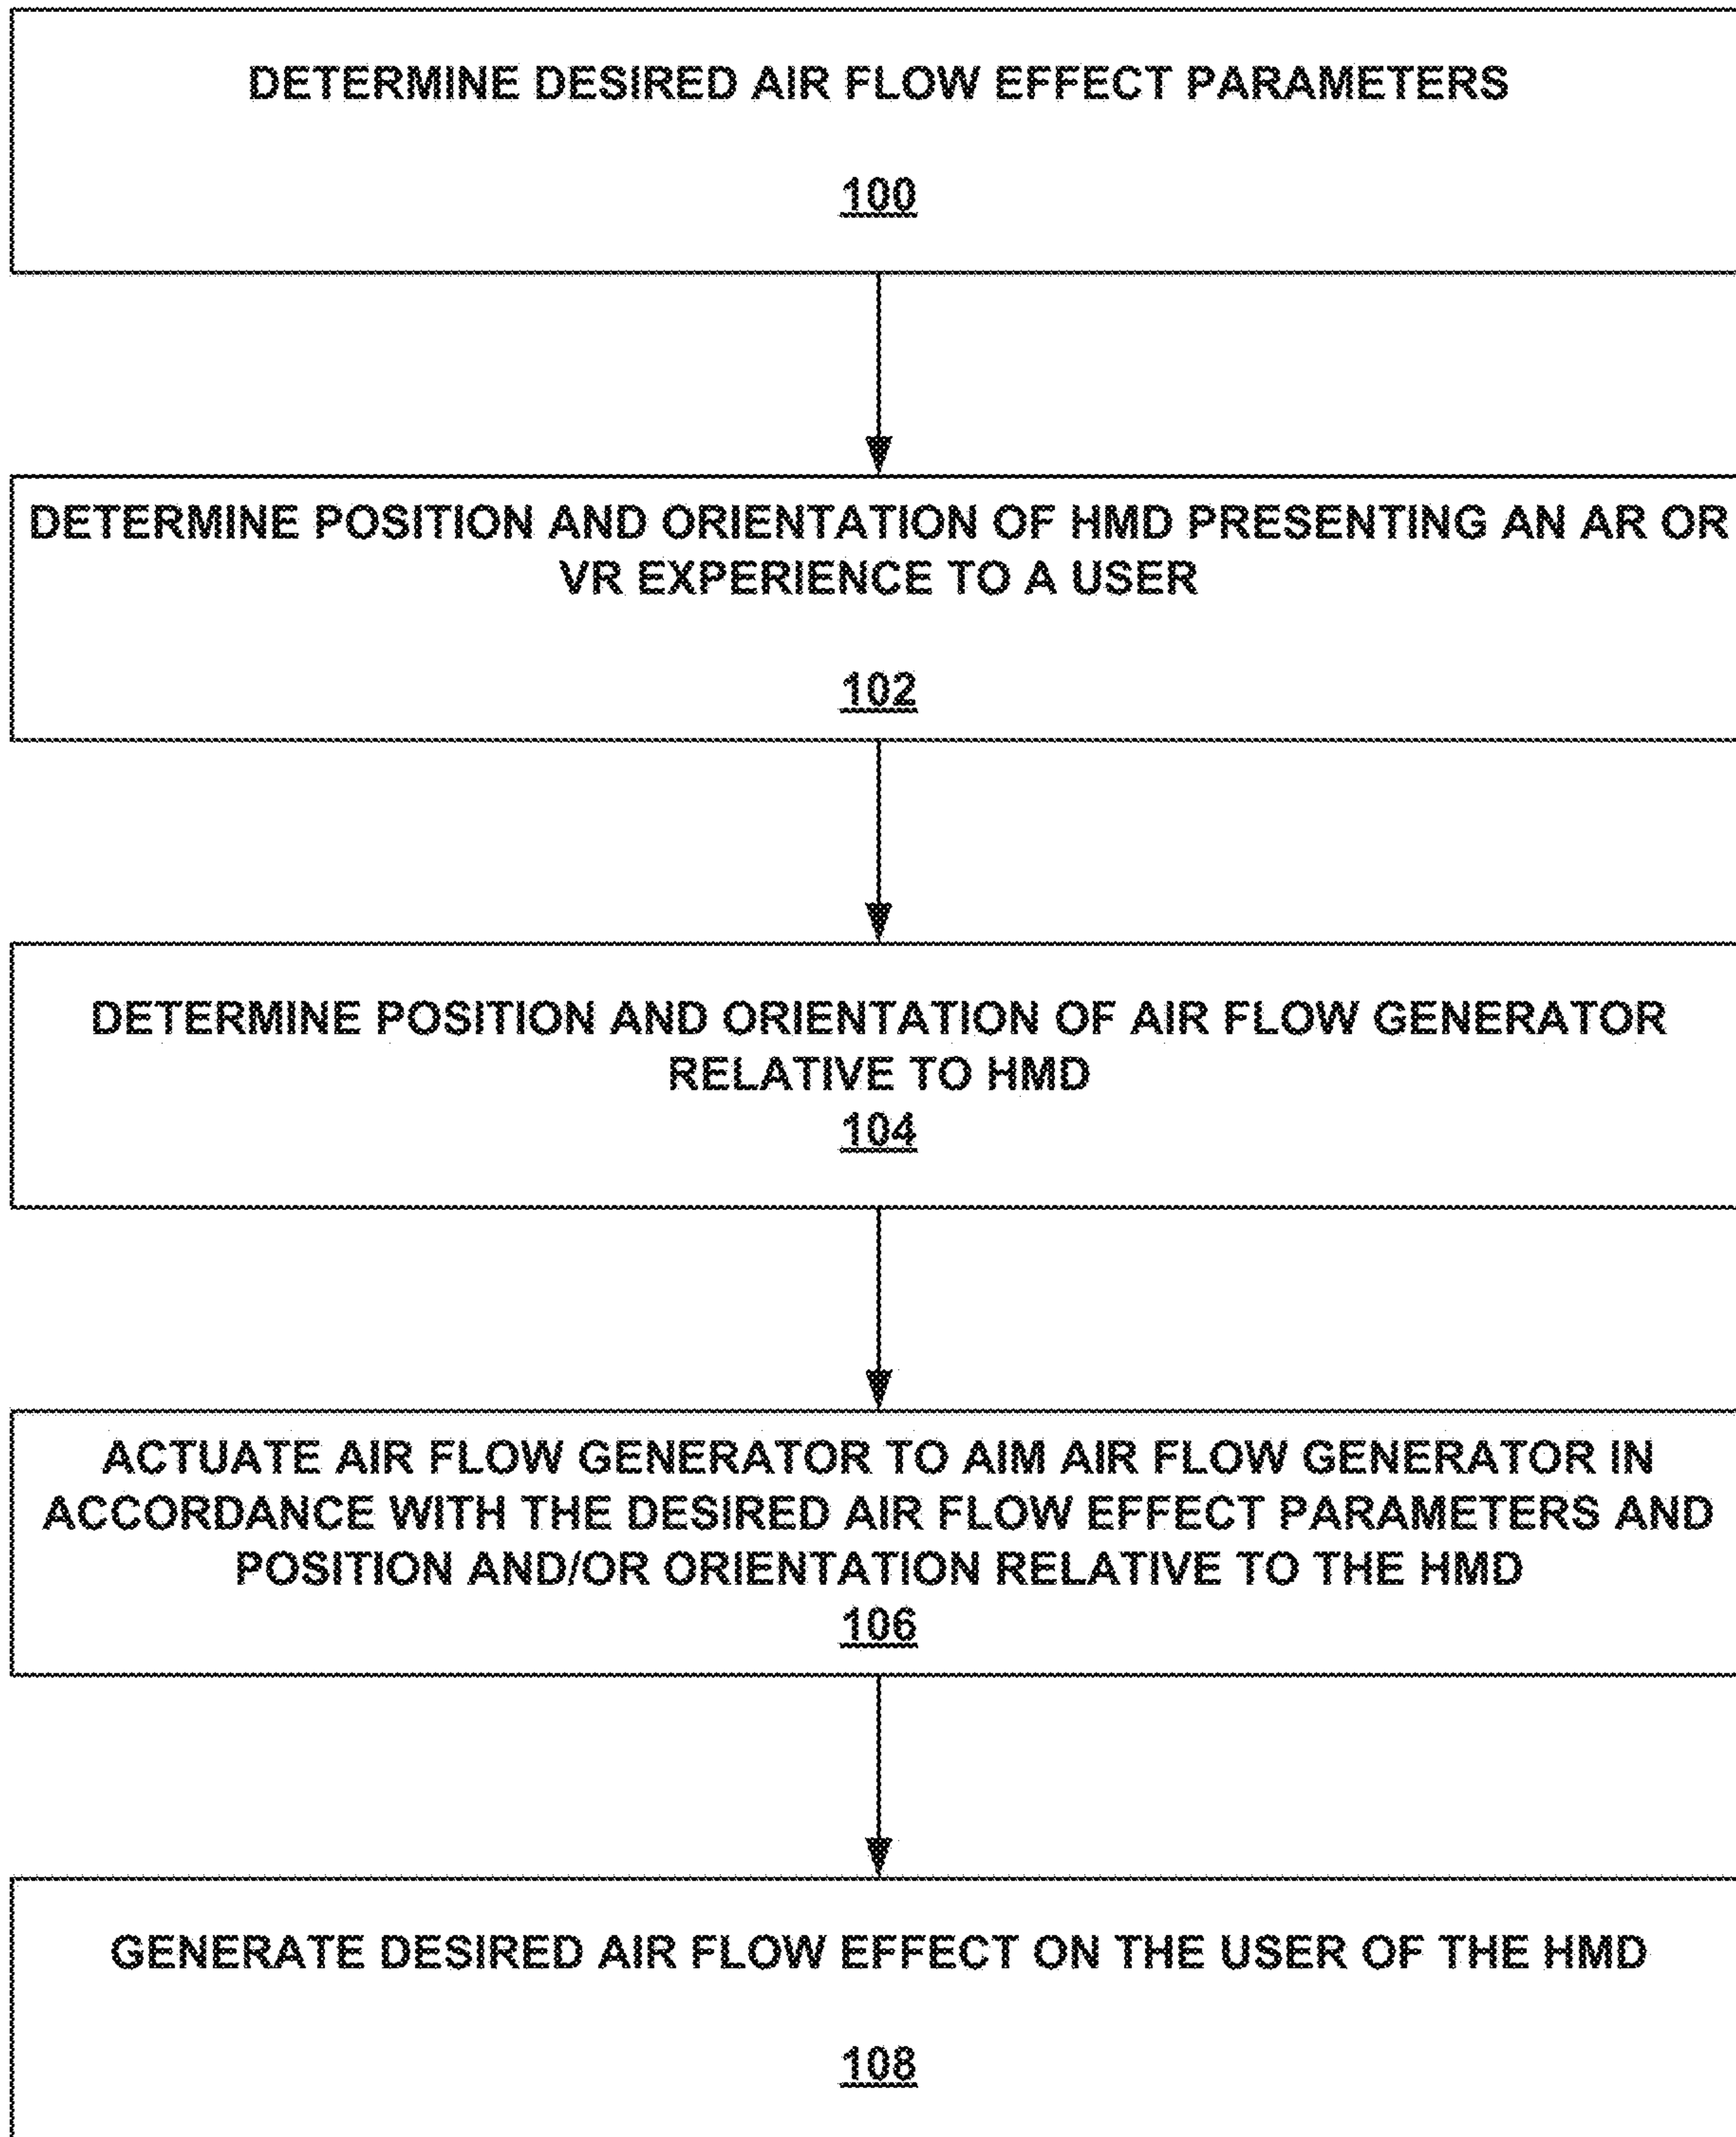 DETERMINE DESIRED AIR FLOW EFFECT PARAMETERS
100
DETERMINE POSITION AND ORIENTATION OF HMD PRESENTING AN AR OR
VR EXPERIENCE TO A USER
102
DETERMINE POSITION AND ORIENTATION OF AIR FLOW GENERATOR
RELATIVE TO HMD
104
ACTUATE AIR FLOW GENERATOR TO AIM AIR FLOW GENERATOR IN
ACCORDANCE WITH THE DESIRED AIR FLOW EFFECT PARAMETERS AND
POSITION AND/OR ORIENTATION RELATIVE TO THE HMD
106
GENERATE DESIRED AIR FLOW EFFECT ON THE USER OF THE HMD
108